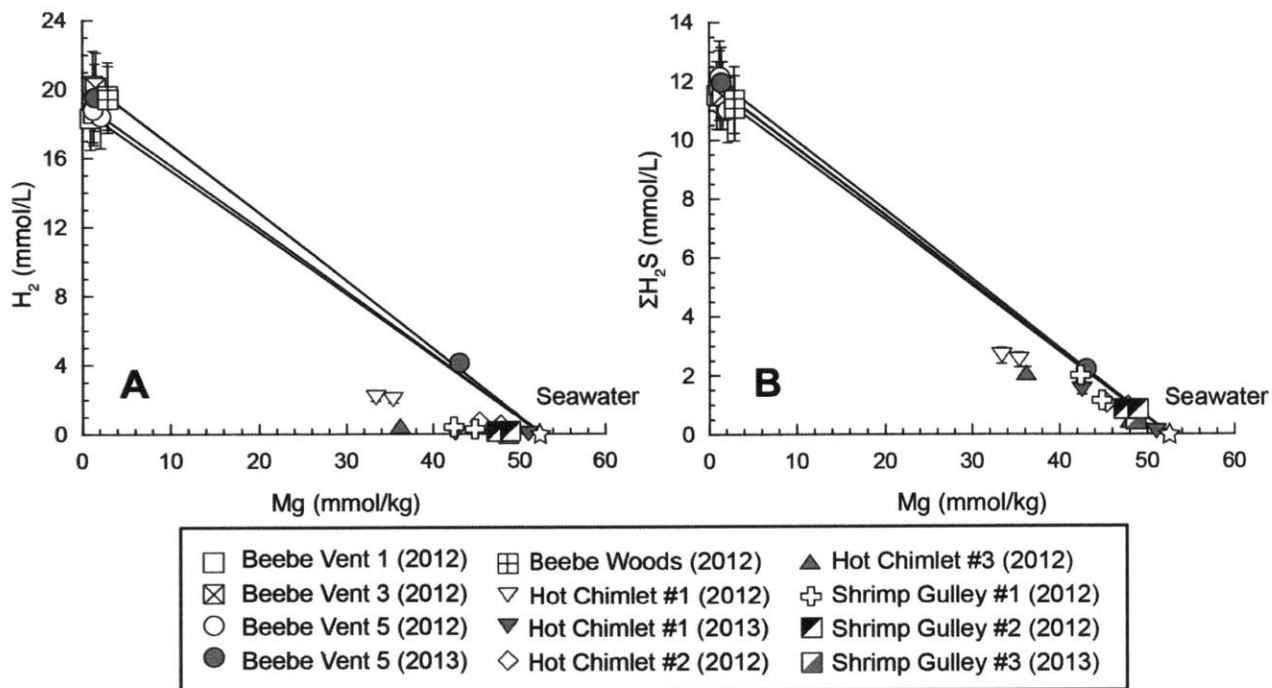 24
20
16
12
8
4
0
H₂ (mmol/L)
A
Seawater
0 10 20 30 40 50 60
Mg (mmol/kg)
14
12
10
8
6
4
2
0
ΣH₂S (mmol/L)
B
Seawater
0 10 20 30 40 50 60
Mg (mmol/kg)
Beebe Vent 1 (2012)
Beebe Vent 3 (2012)
Beebe Vent 5 (2012)
Beebe Vent 5 (2013)
Beebe Woods (2012)
Hot Chimlet #1 (2012)
Hot Chimlet #1 (2013)
Hot Chimlet #2 (2012)
Hot Chimlet #3 (2012)
Shrimp Gulley #1 (2012)
Shrimp Gulley #2 (2012)
Shrimp Gulley #3 (2013)